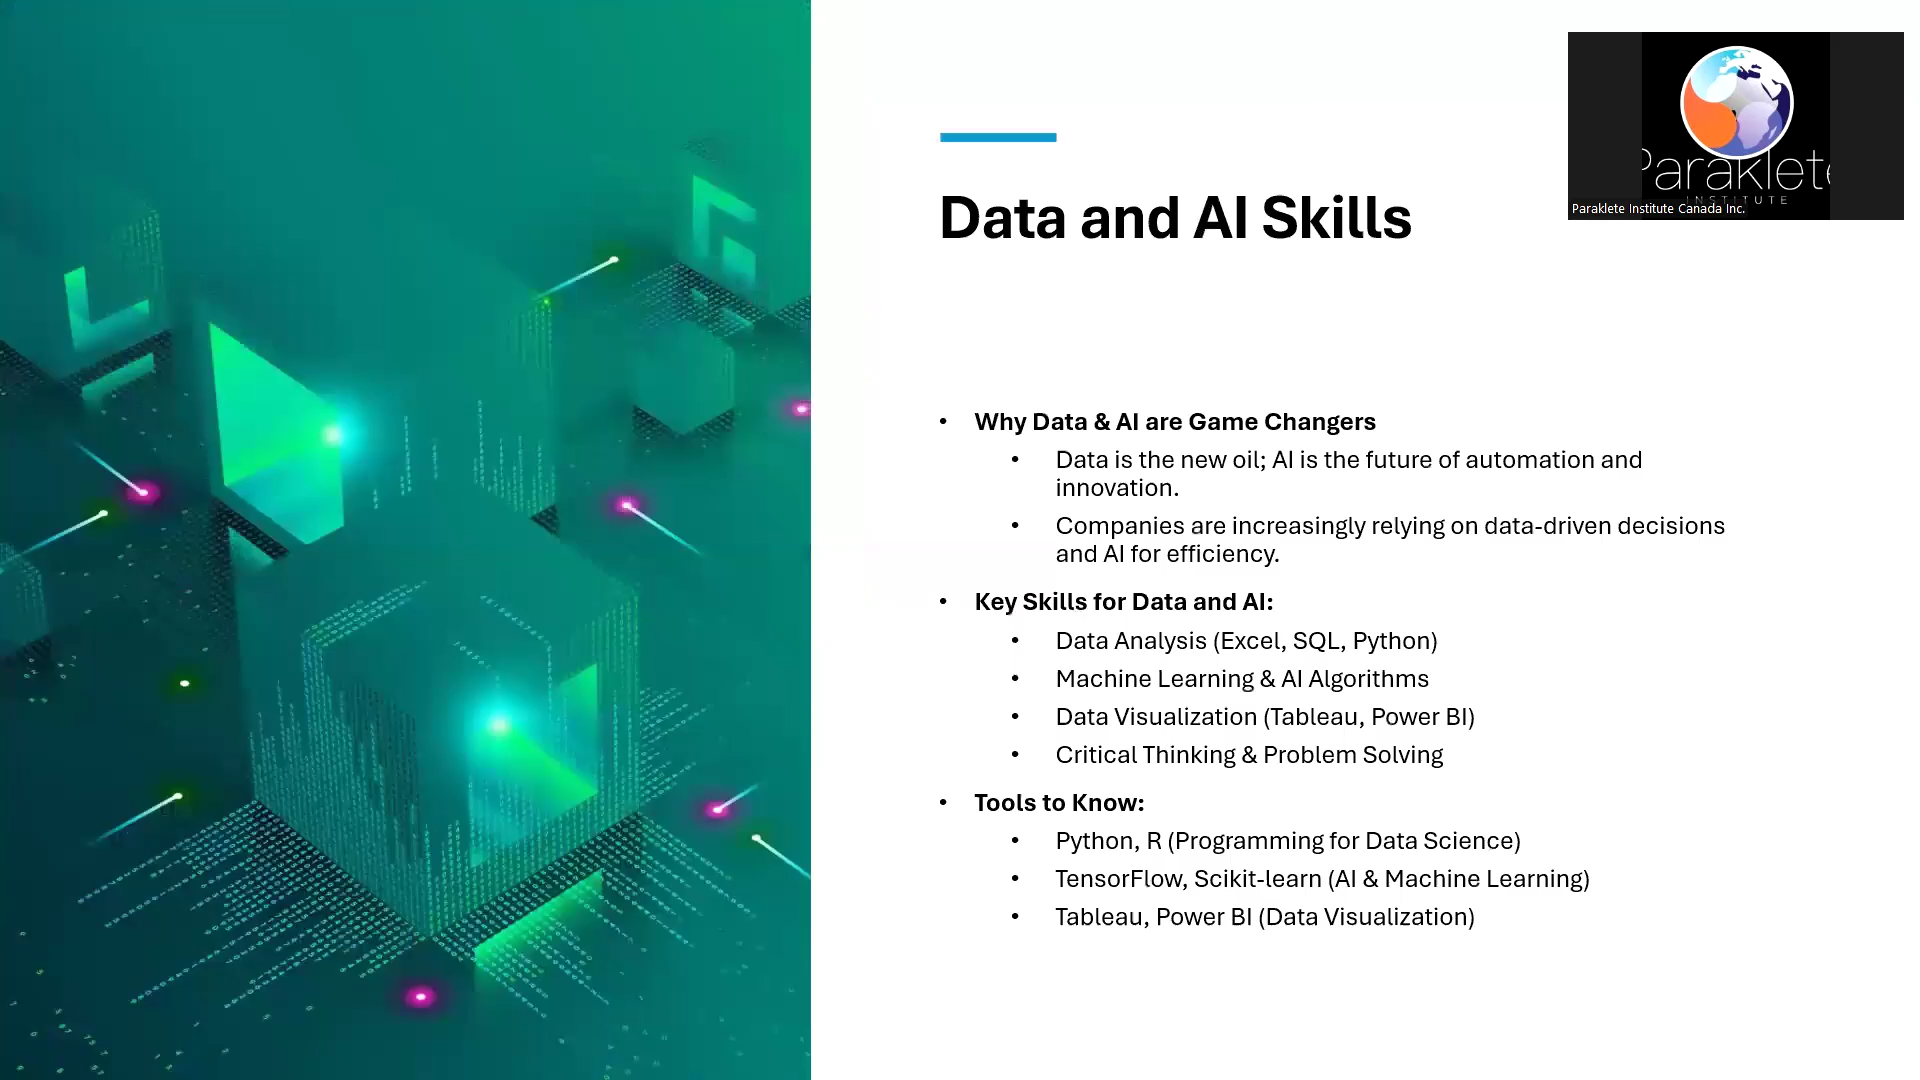 Paraklete
INSTITUTE
Paraklete Institute Canada Inc.
Data and AI Skills
• Why Data & AI are Game Changers
• Data is the new oil; AI is the future of automation and
innovation.
• Companies are increasingly relying on data-driven decisions
and AI for efficiency.
• Key Skills for Data and AI:
• Data Analysis (Excel, SQL, Python)
• Machine Learning & AI Algorithms
• Data Visualization (Tableau, Power BI)
• Critical Thinking & Problem Solving
• Tools to Know:
• Python, R (Programming for Data Science)
• TensorFlow, Scikit-learn (AI & Machine Learning)
• Tableau, Power BI (Data Visualization)